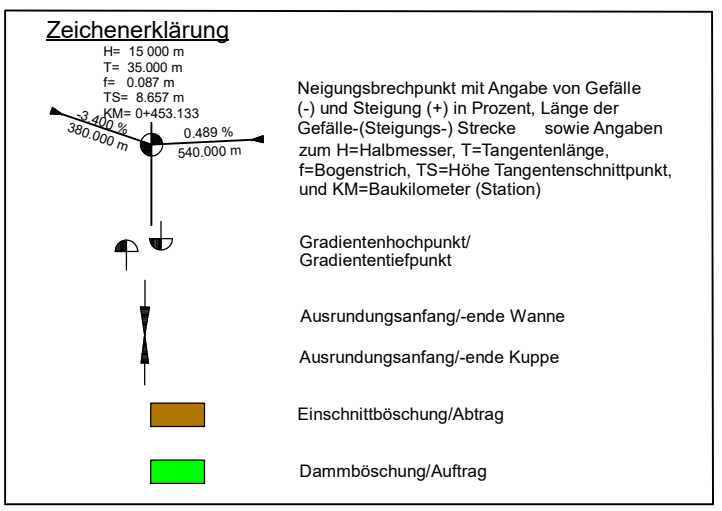 Zeichenerklärung
H= 15 000 m
T= 35.000 m
f= 0.087 m
TS= 8.657 m
KM= 0+453.133
-3.400 %
380.000 m
0.489 %
540.000 m
Neigungsbrechpunkt mit Angabe von Gefälle
(-) und Steigung (+) in Prozent, Länge der
Gefälle-(Steigungs-) Strecke sowie Angaben
zum H=Halbmesser, T=Tangentenlänge,
f=Bogenstrich, TS=Höhe Tangentenschnittpunkt,
und KM=Baukilometer (Station)
Gradientenhochpunkt/
Gradiententiefpunkt
Ausrundungsanfang/-ende Wanne
Ausrundungsanfang/-ende Kuppe
Einschnittböschung/Abtrag
Dammböschung/Auftrag